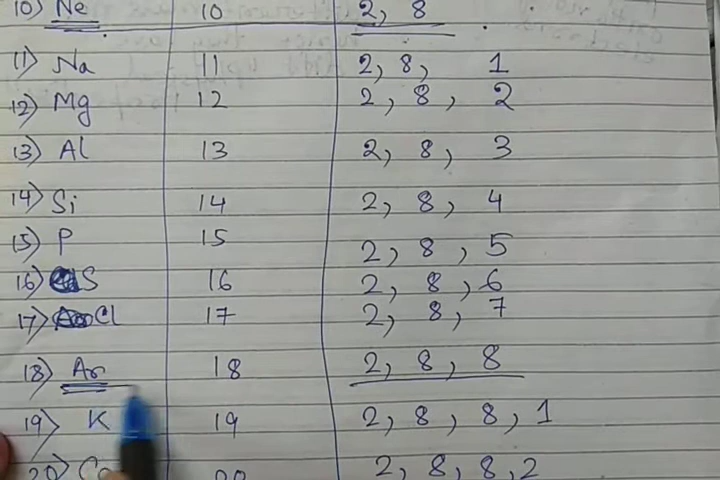 10) Ne 10 2, 8
11) Na 11 2, 8, 1
12) Mg 12 2, 8, 2
13) Al 13 2, 8, 3
14) Si 14 2, 8, 4
15) P 15 2, 8, 5
16) S 16 2, 8, 6
17) Cl 17 2, 8, 7
18) Ar 18 2, 8, 8
19) K 19 2, 8, 8, 1
20) Ca 20 2, 8, 8, 2